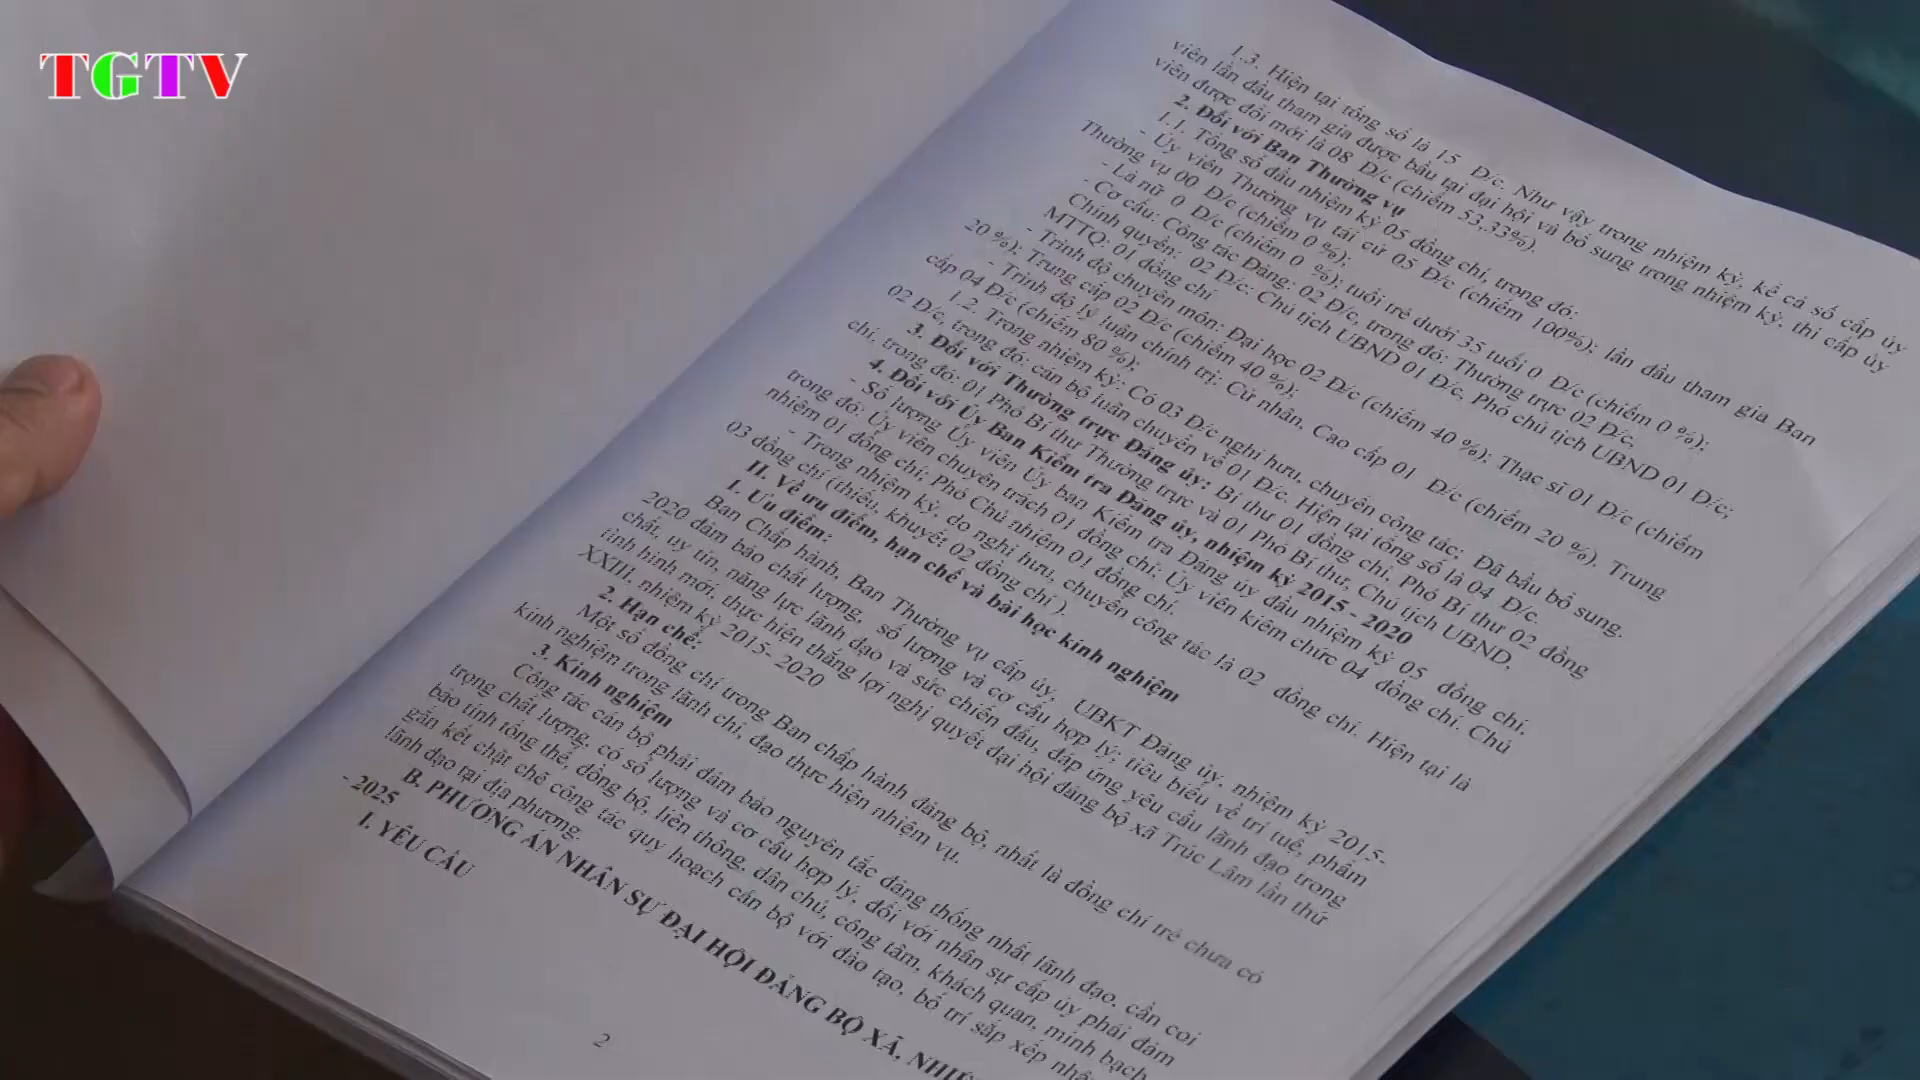 TGTV
1.3. Hiện tại tổng số là 15 Đ/c. Như vậy trong nhiệm kỳ, kể cả số cấp ủy
viên lần đầu tham gia được bầu tại đại hội và bổ sung trong nhiệm kỳ, thì cấp ủy
viên được đổi mới là 08 Đ/c (chiếm 53,33%).
2. Đối với Ban Thường vụ
1.1. Tổng số đầu nhiệm kỳ 05 đồng chí, trong đó:
- Ủy viên Thường vụ tái cử 05 Đ/c (chiếm 100%); lần đầu tham gia Ban
Thường vụ 00 Đ/c (chiếm 0 %);
- Là nữ 0 Đ/c (chiếm 0 %); tuổi trẻ dưới 35 tuổi 0 Đ/c (chiếm 0 %);
- Cơ cấu: Công tác Đảng: 02 Đ/c, trong đó: Thường trực 02 Đ/c.
Chính quyền: 02 Đ/c: Chủ tịch UBND 01 Đ/c, Phó chủ tịch UBND 01 Đ/c;
MTTQ: 01 đồng chí
- Trình độ chuyên môn: Đại học 02 Đ/c (chiếm 40 %); Thạc sĩ 01 Đ/c (chiếm
20 %); Trung cấp 02 Đ/c (chiếm 40 %);
- Trình độ lý luận chính trị: Cử nhân, Cao cấp 01 Đ/c (chiếm 20 %). Trung
cấp 04 Đ/c (chiếm 80 %);
1.2. Trong nhiệm kỳ: Có 03 Đ/c nghỉ hưu, chuyển công tác; Đã bầu bổ sung.
02 Đ/c, trong đó: cán bộ luân chuyển về 01 Đ/c. Hiện tại tổng số là 04 Đ/c.
3. Đối với Thường trực Đảng ủy: Bí thư 01 đồng chí, Phó Bí thư 02 đồng
chí, trong đó: 01 Phó Bí thư Thường trực và 01 Phó Bí thư, Chủ tịch UBND,
4. Đối với Ủy Ban Kiểm tra Đảng ủy, nhiệm kỳ 2015 - 2020
- Số lượng Ủy viên Ủy ban Kiểm tra Đảng ủy đầu nhiệm kỳ 05 đồng chí,
trong đó: Ủy viên chuyên trách 01 đồng chí; Ủy viên kiêm chức 04 đồng chí. Chủ
nhiệm 01 đồng chí; Phó Chủ nhiệm 01 đồng chí.
- Trong nhiệm kỳ, do nghỉ hưu, chuyển công tác là 02 đồng chí. Hiện tại là
03 đồng chí (thiếu, khuyết 02 đồng chí ).
II. Về ưu điểm, hạn chế và bài học kinh nghiệm
1. Ưu điểm:
Ban Chấp hành, Ban Thường vụ cấp ủy, UBKT Đảng ủy, nhiệm kỳ 2015-
2020 đảm bảo chất lượng, số lượng và cơ cấu hợp lý; tiêu biểu về trí tuệ, phẩm
chất, uy tín, năng lực lãnh đạo và sức chiến đấu, đáp ứng yêu cầu lãnh đạo trong
tình hình mới, thực hiện thắng lợi nghị quyết đại hội đảng bộ xã Trúc Lâm lần thứ
XXIII, nhiệm kỳ 2015- 2020
2. Hạn chế:
Một số đồng chí trong Ban chấp hành đảng bộ, nhất là đồng chí trẻ chưa có
kinh nghiệm trong lãnh chỉ, đạo thực hiện nhiệm vụ.
3. Kinh nghiệm
Công tác cán bộ phải đảm bảo nguyên tắc đảng thống nhất lãnh đạo, cần coi
trọng chất lượng, có số lượng và cơ cấu hợp lý, đối với nhân sự cấp ủy phải đảm
bảo tính tổng thể, đồng bộ, liên thông, dân chủ, công tâm, khách quan, minh bạch
gắn kết chặt chẽ công tác quy hoạch cán bộ với đào tạo, bố trí sắp xếp
lãnh đạo tại địa phương.
B. PHƯƠNG ÁN NHÂN SỰ ĐẠI HỘI ĐẢNG BỘ XÃ,
- 2025
I. YÊU CẦU
2